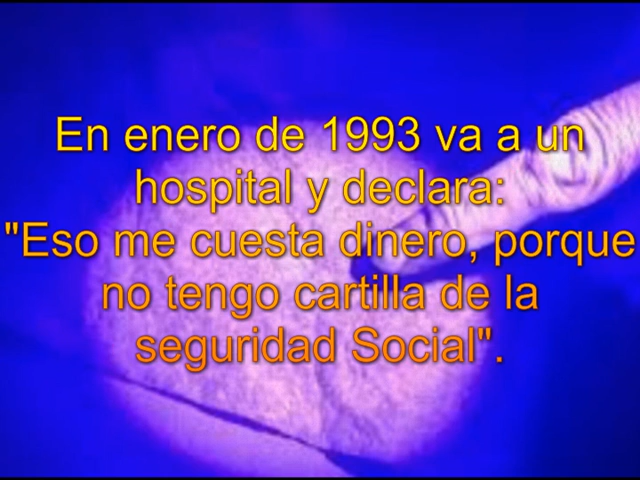 En enero de 1993 va a un
hospital y declara:
"Eso me cuesta dinero, porque
no tengo cartilla de la
seguridad Social".